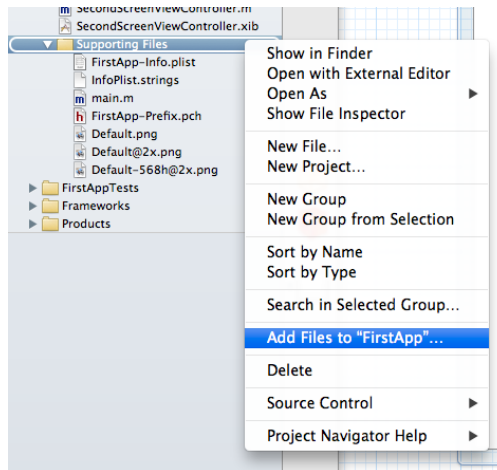 SecondScreenViewController.m
SecondScreenViewController.xib
Supporting Files
FirstApp-Info.plist
InfoPlist.strings
m main.m
h FirstApp-Prefix.pch
Default.png
Default@2x.png
Default-568h@2x.png
FirstAppTests
Frameworks
Products
Show in Finder
Open with External Editor
Open As
Show File Inspector
New File...
New Project...
New Group
New Group from Selection
Sort by Name
Sort by Type
Search in Selected Group...
Add Files to “FirstApp”...
Delete
Source Control
Project Navigator Help